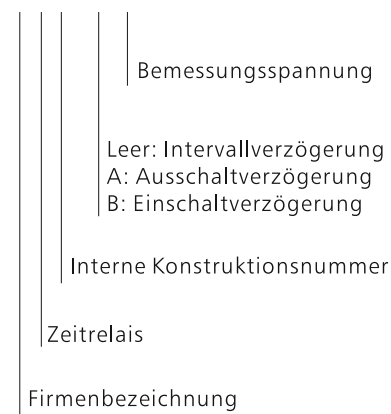 Bemessungsspannung
Leer: Intervallverzögerung
A: Ausschaltverzögerung
B: Einschaltverzögerung
Interne Konstruktionsnummer
Zeitrelais
Firmenbezeichnung